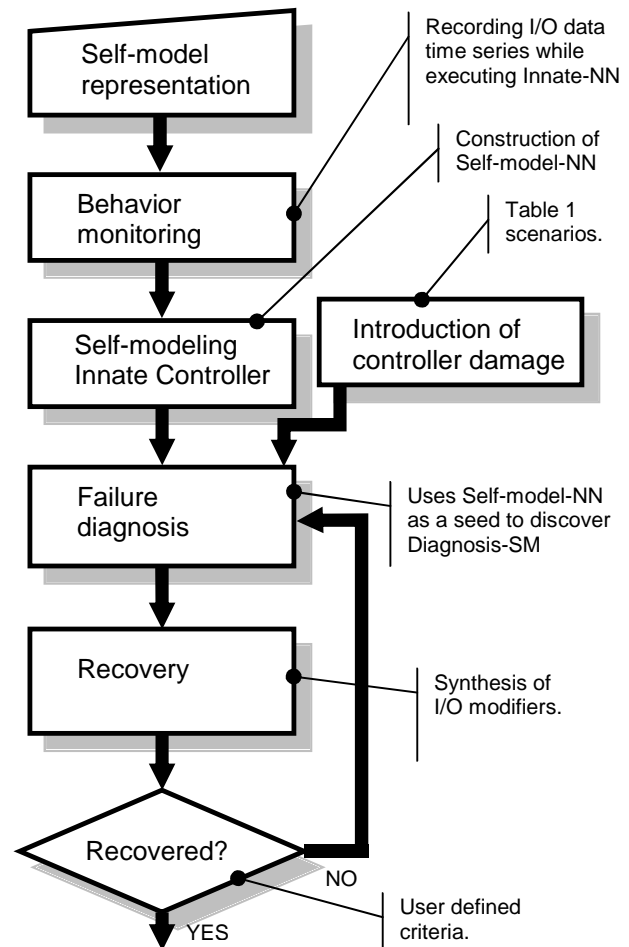 Self-model
representation
Recording I/O data
time series while
executing Innate-NN
Construction of
Self-model-NN
Behavior
monitoring
Table 1
scenarios.
Self-modeling
Innate Controller
Introduction of
controller damage
Failure
diagnosis
Uses Self-model-NN
as a seed to discover
Diagnosis-SM
Recovery
Synthesis of
I/O modifiers.
Recovered?
NO
YES
User defined
criteria.